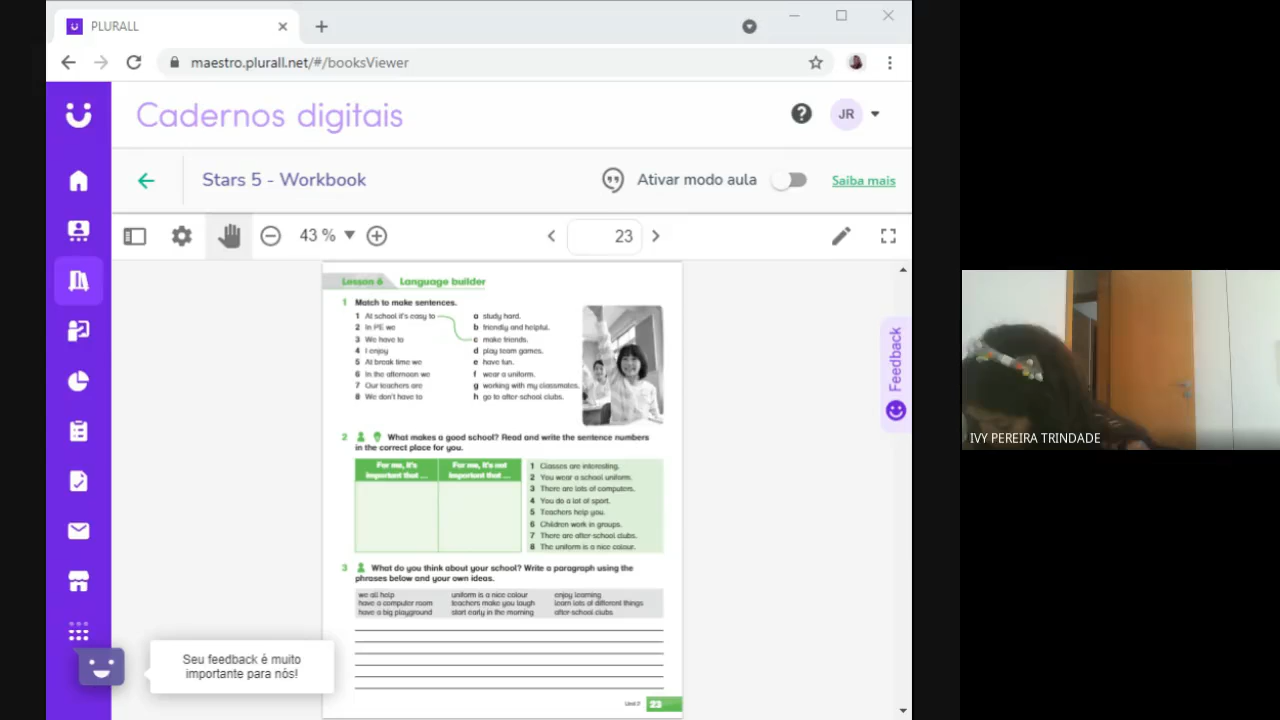 PLURALL
maestro.plurall.net/#/booksViewer
Cadernos digitais
JR
Stars 5 - Workbook
Ativar modo aula
Saiba mais
43 %
23
Lesson 6 Language builder
1 Match to make sentences.
1 At school it's easy to
2 In PE we
3 We have to
4 I enjoy
5 At break time we
6 In the afternoon we
7 Our teachers are
8 We don't have to
a study hard.
b friendly and helpful.
c make friends.
d play team games.
e have fun.
f wear a uniform.
g working with my classmates.
h go to after-school clubs.
2 What makes a good school? Read and write the sentence numbers
in the correct place for you.
For me, it's
important that ...
For me, it's not
important that ...
1 Classes are interesting.
2 You wear a school uniform.
3 There are lots of computers.
4 You do a lot of sport.
5 Teachers help you.
6 Children work in groups.
7 There are after-school clubs.
8 The uniform is a nice colour.
3 What do you think about your school? Write a paragraph using the
phrases below and your own ideas.
we all help uniform is a nice colour enjoy learning
have a computer room teachers make you laugh learn lots of different things
have a big playground start early in the morning after-school clubs
Unit 2 23
Feedback
Seu feedback é muito
importante para nós!
IVY PEREIRA TRINDADE